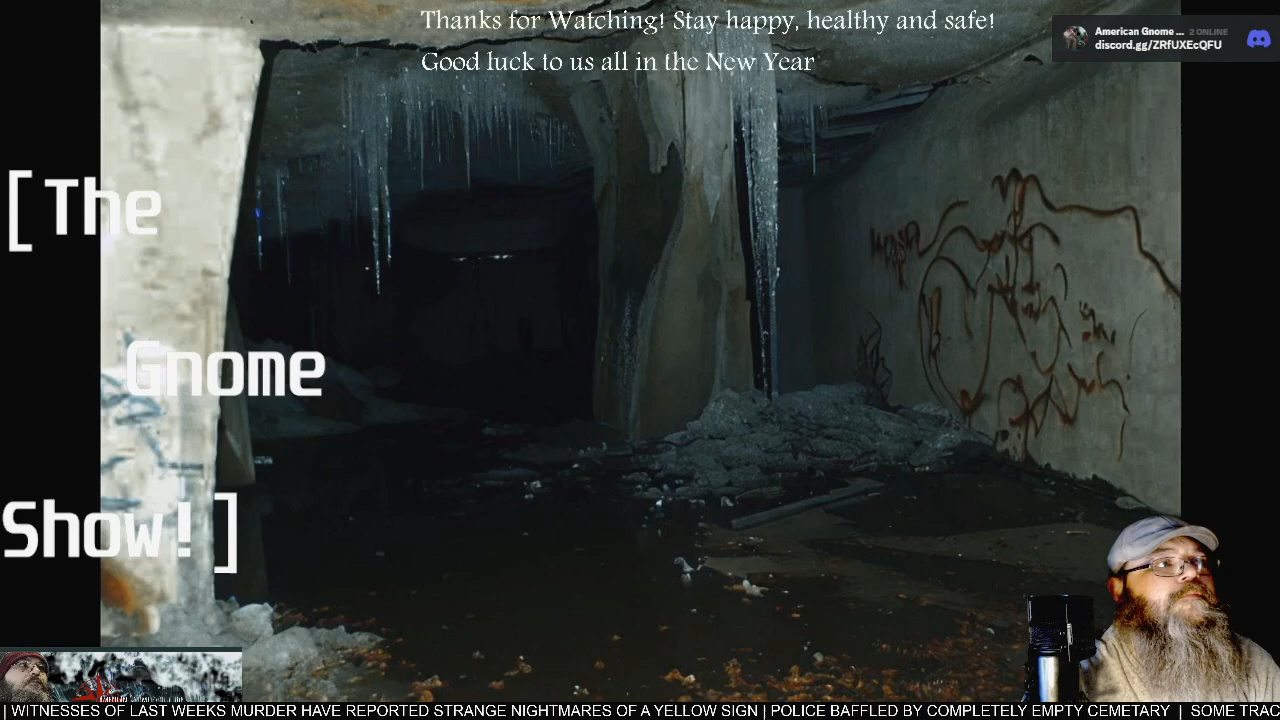 Thanks for Watching! Stay happy, healthy and safe!
Good luck to us all in the New Year
American Gnome ... 2 ONLINE
discord.gg/ZRfUXEcQFU
[ The
Gnome
Show! ]
| WITNESSES OF LAST WEEKS MURDER HAVE REPORTED STRANGE NIGHTMARES OF A YELLOW SIGN | POLICE BAFFLED BY COMPLETELY EMPTY CEMETARY | SOME TRAC